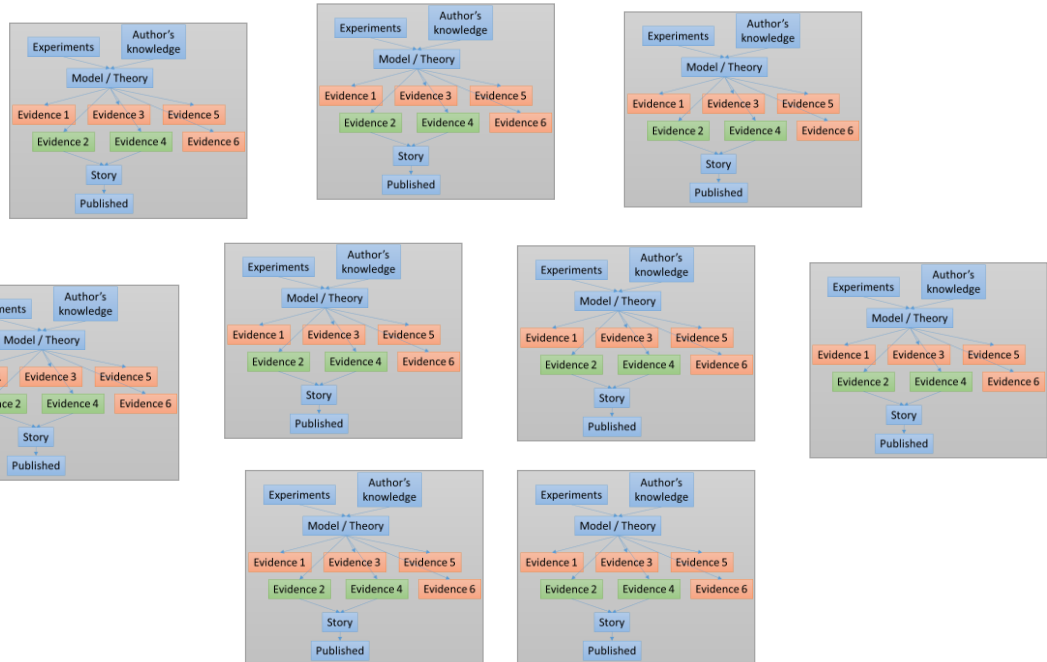 Experiments
Author's
knowledge
Model / Theory
Evidence 1
Evidence 3
Evidence 5
Evidence 2
Evidence 4
Evidence 6
Story
Published
Experiments
Author's
knowledge
Model / Theory
Evidence 1
Evidence 3
Evidence 5
Evidence 2
Evidence 4
Evidence 6
Story
Published
Experiments
Author's
knowledge
Model / Theory
Evidence 1
Evidence 3
Evidence 5
Evidence 2
Evidence 4
Evidence 6
Story
Published
ments
Author's
knowledge
Model / Theory
Evidence 3
Evidence 5
nce 2
Evidence 4
Evidence 6
Story
Published
Experiments
Author's
knowledge
Model / Theory
Evidence 1
Evidence 3
Evidence 5
Evidence 2
Evidence 4
Evidence 6
Story
Published
Experiments
Author's
knowledge
Model / Theory
Evidence 1
Evidence 3
Evidence 5
Evidence 2
Evidence 4
Evidence 6
Story
Published
Experiments
Author's
knowledge
Model / Theory
Evidence 1
Evidence 3
Evidence 5
Evidence 2
Evidence 4
Evidence 6
Story
Published
Experiments
Author's
knowledge
Model / Theory
Evidence 1
Evidence 3
Evidence 5
Evidence 2
Evidence 4
Evidence 6
Story
Published
Experiments
Author's
knowledge
Model / Theory
Evidence 1
Evidence 3
Evidence 5
Evidence 2
Evidence 4
Evidence 6
Story
Published